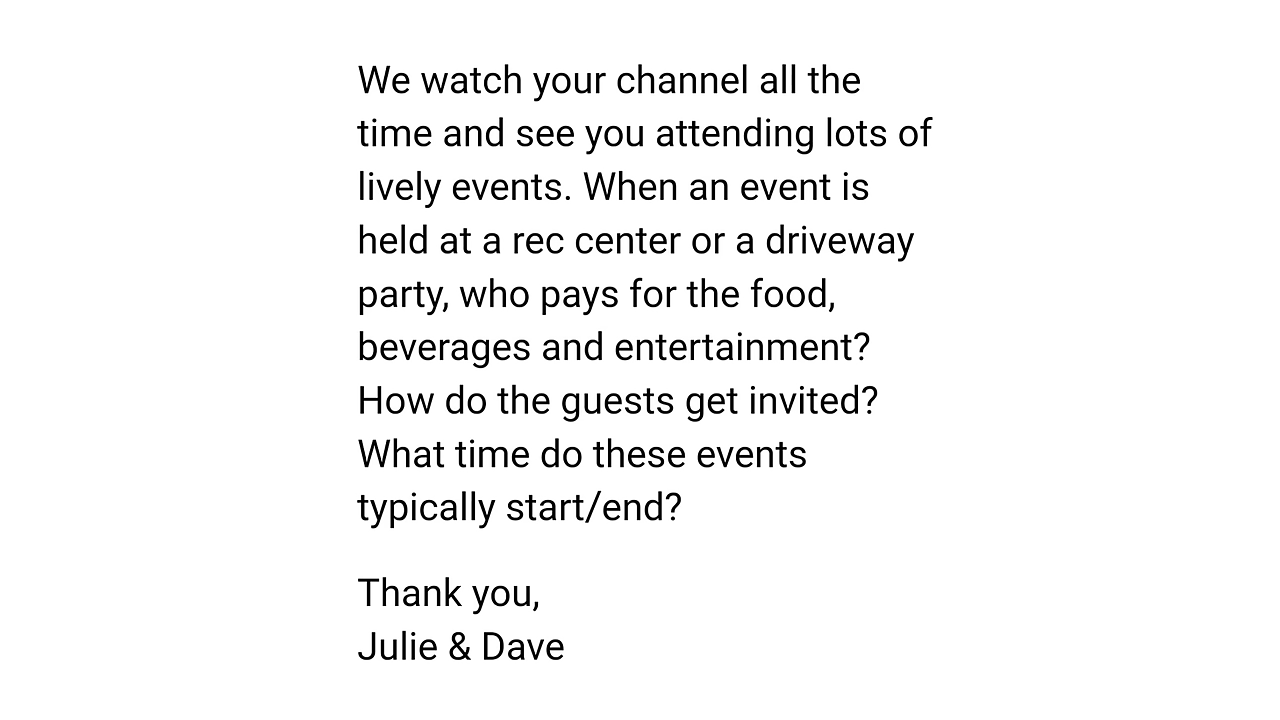 We watch your channel all the
time and see you attending lots of
lively events. When an event is
held at a rec center or a driveway
party, who pays for the food,
beverages and entertainment?
How do the guests get invited?
What time do these events
typically start/end?
Thank you,
Julie & Dave